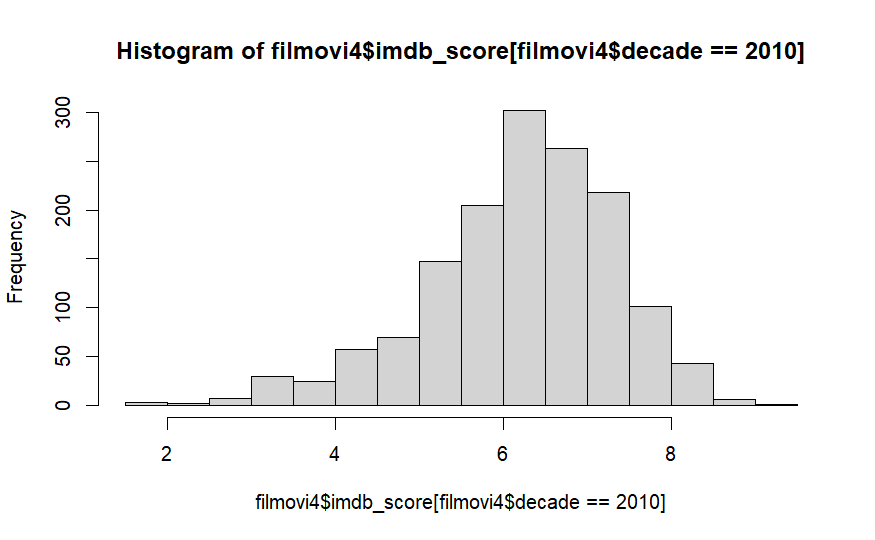 Histogram of filmovi4$imdb_score[filmovi4$decade == 2010]
Frequency
300
200
100
50
0
2 4 6 8
filmovi4$imdb_score[filmovi4$decade == 2010]